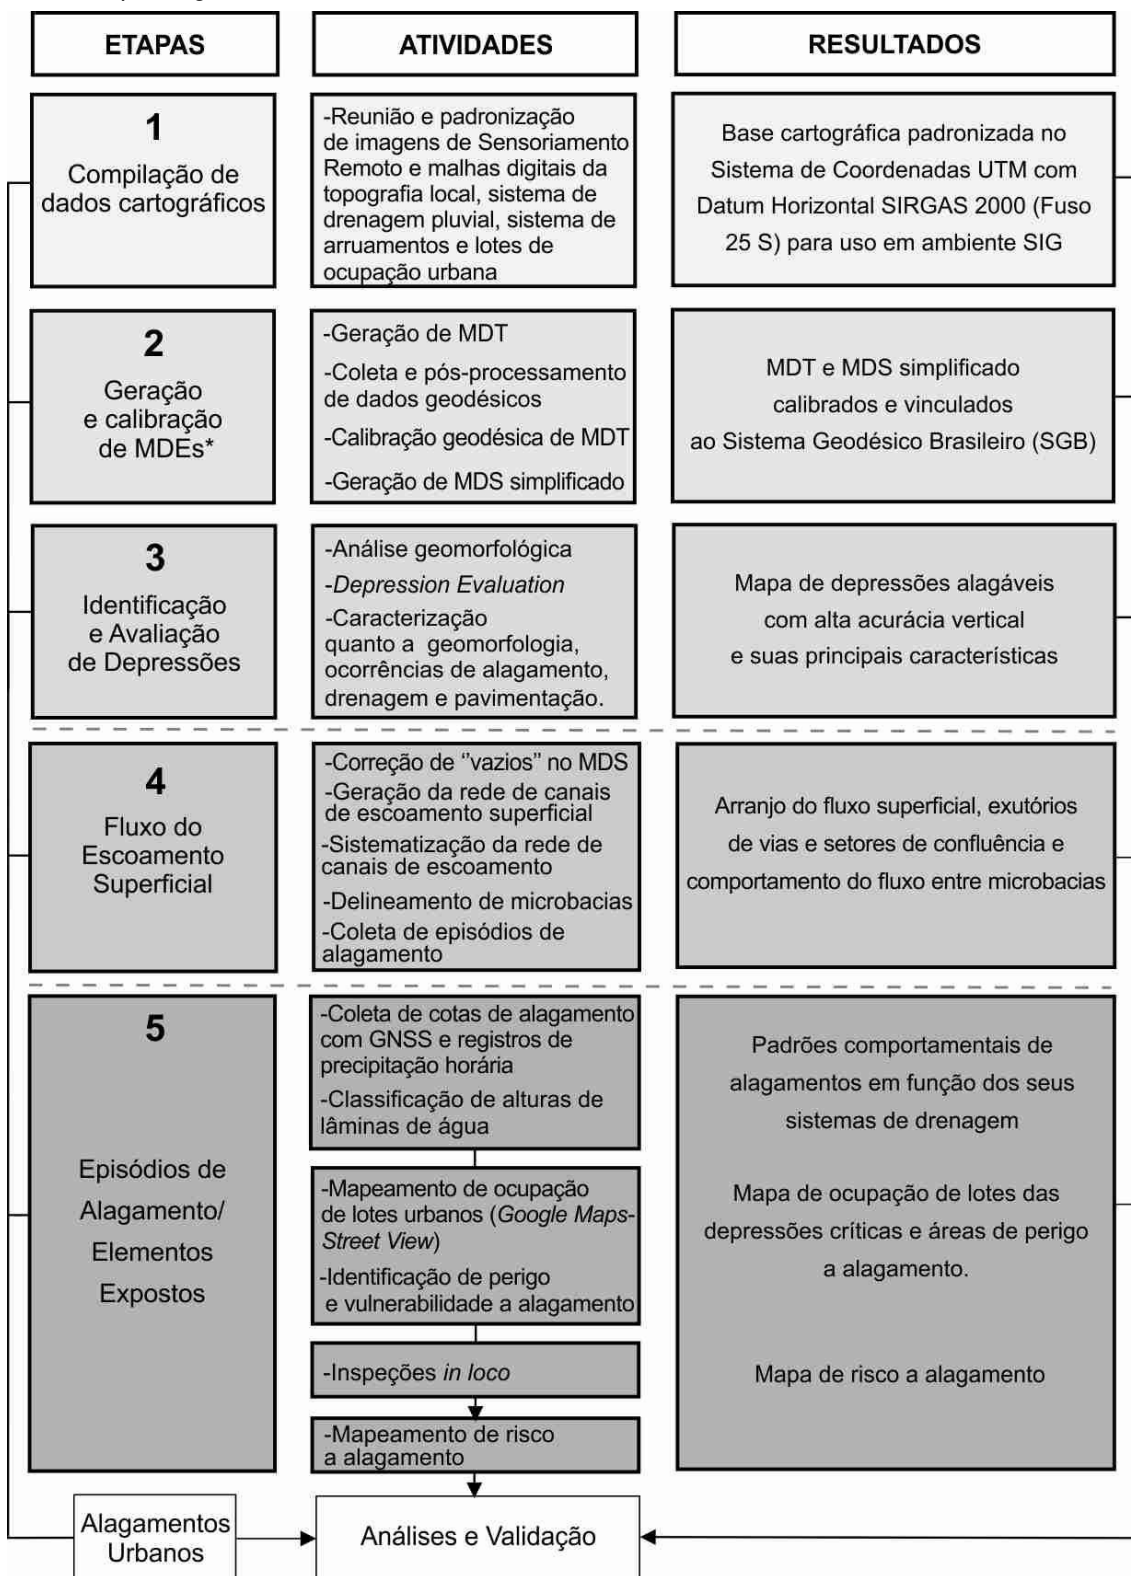 ETAPAS
ATIVIDADES
RESULTADOS
1
Compilação de
dados cartográficos
-Reunião e padronização
de imagens de Sensoriamento
Remoto e malhas digitais da
topografia local, sistema de
drenagem pluvial, sistema de
arruamentos e lotes de
ocupação urbana
Base cartográfica padronizada no
Sistema de Coordenadas UTM com
Datum Horizontal SIRGAS 2000 (Fuso
25 S) para uso em ambiente SIG
2
Geração
e calibração
de MDEs*
-Geração de MDT
-Coleta e pós-processamento
de dados geodésicos
-Calibração geodésica de MDT
-Geração de MDS simplificado
MDT e MDS simplificado
calibrados e vinculados
ao Sistema Geodésico Brasileiro (SGB)
3
Identificação
e Avaliação
de Depressões
-Análise geomorfológica
-Depression Evaluation
-Caracterização
quanto a geomorfologia,
ocorrências de alagamento,
drenagem e pavimentação.
Mapa de depressões alagáveis
com alta acurácia vertical
e suas principais características
4
Fluxo do
Escoamento
Superficial
-Correção de ‘’vazios’’ no MDS
-Geração da rede de canais
de escoamento superficial
-Sistematização da rede de
canais de escoamento
-Delineamento de microbacias
-Coleta de episódios de
alagamento
Arranjo do fluxo superficial, exutórios
de vias e setores de confluência e
comportamento do fluxo entre microbacias
5
Episódios de
Alagamento/
Elementos
Expostos
-Coleta de cotas de alagamento
com GNSS e registros de
precipitação horária
-Classificação de alturas de
lâminas de água
-Mapeamento de ocupação
de lotes urbanos (Google Maps-
Street View)
-Identificação de perigo
e vulnerabilidade a alagamento
-Inspeções in loco
-Mapeamento de risco
a alagamento
Padrões comportamentais de
alagamentos em função dos seus
sistemas de drenagem
Mapa de ocupação de lotes das
depressões críticas e áreas de perigo
a alagamento.
Mapa de risco a alagamento
Alagamentos
Urbanos
Análises e Validação